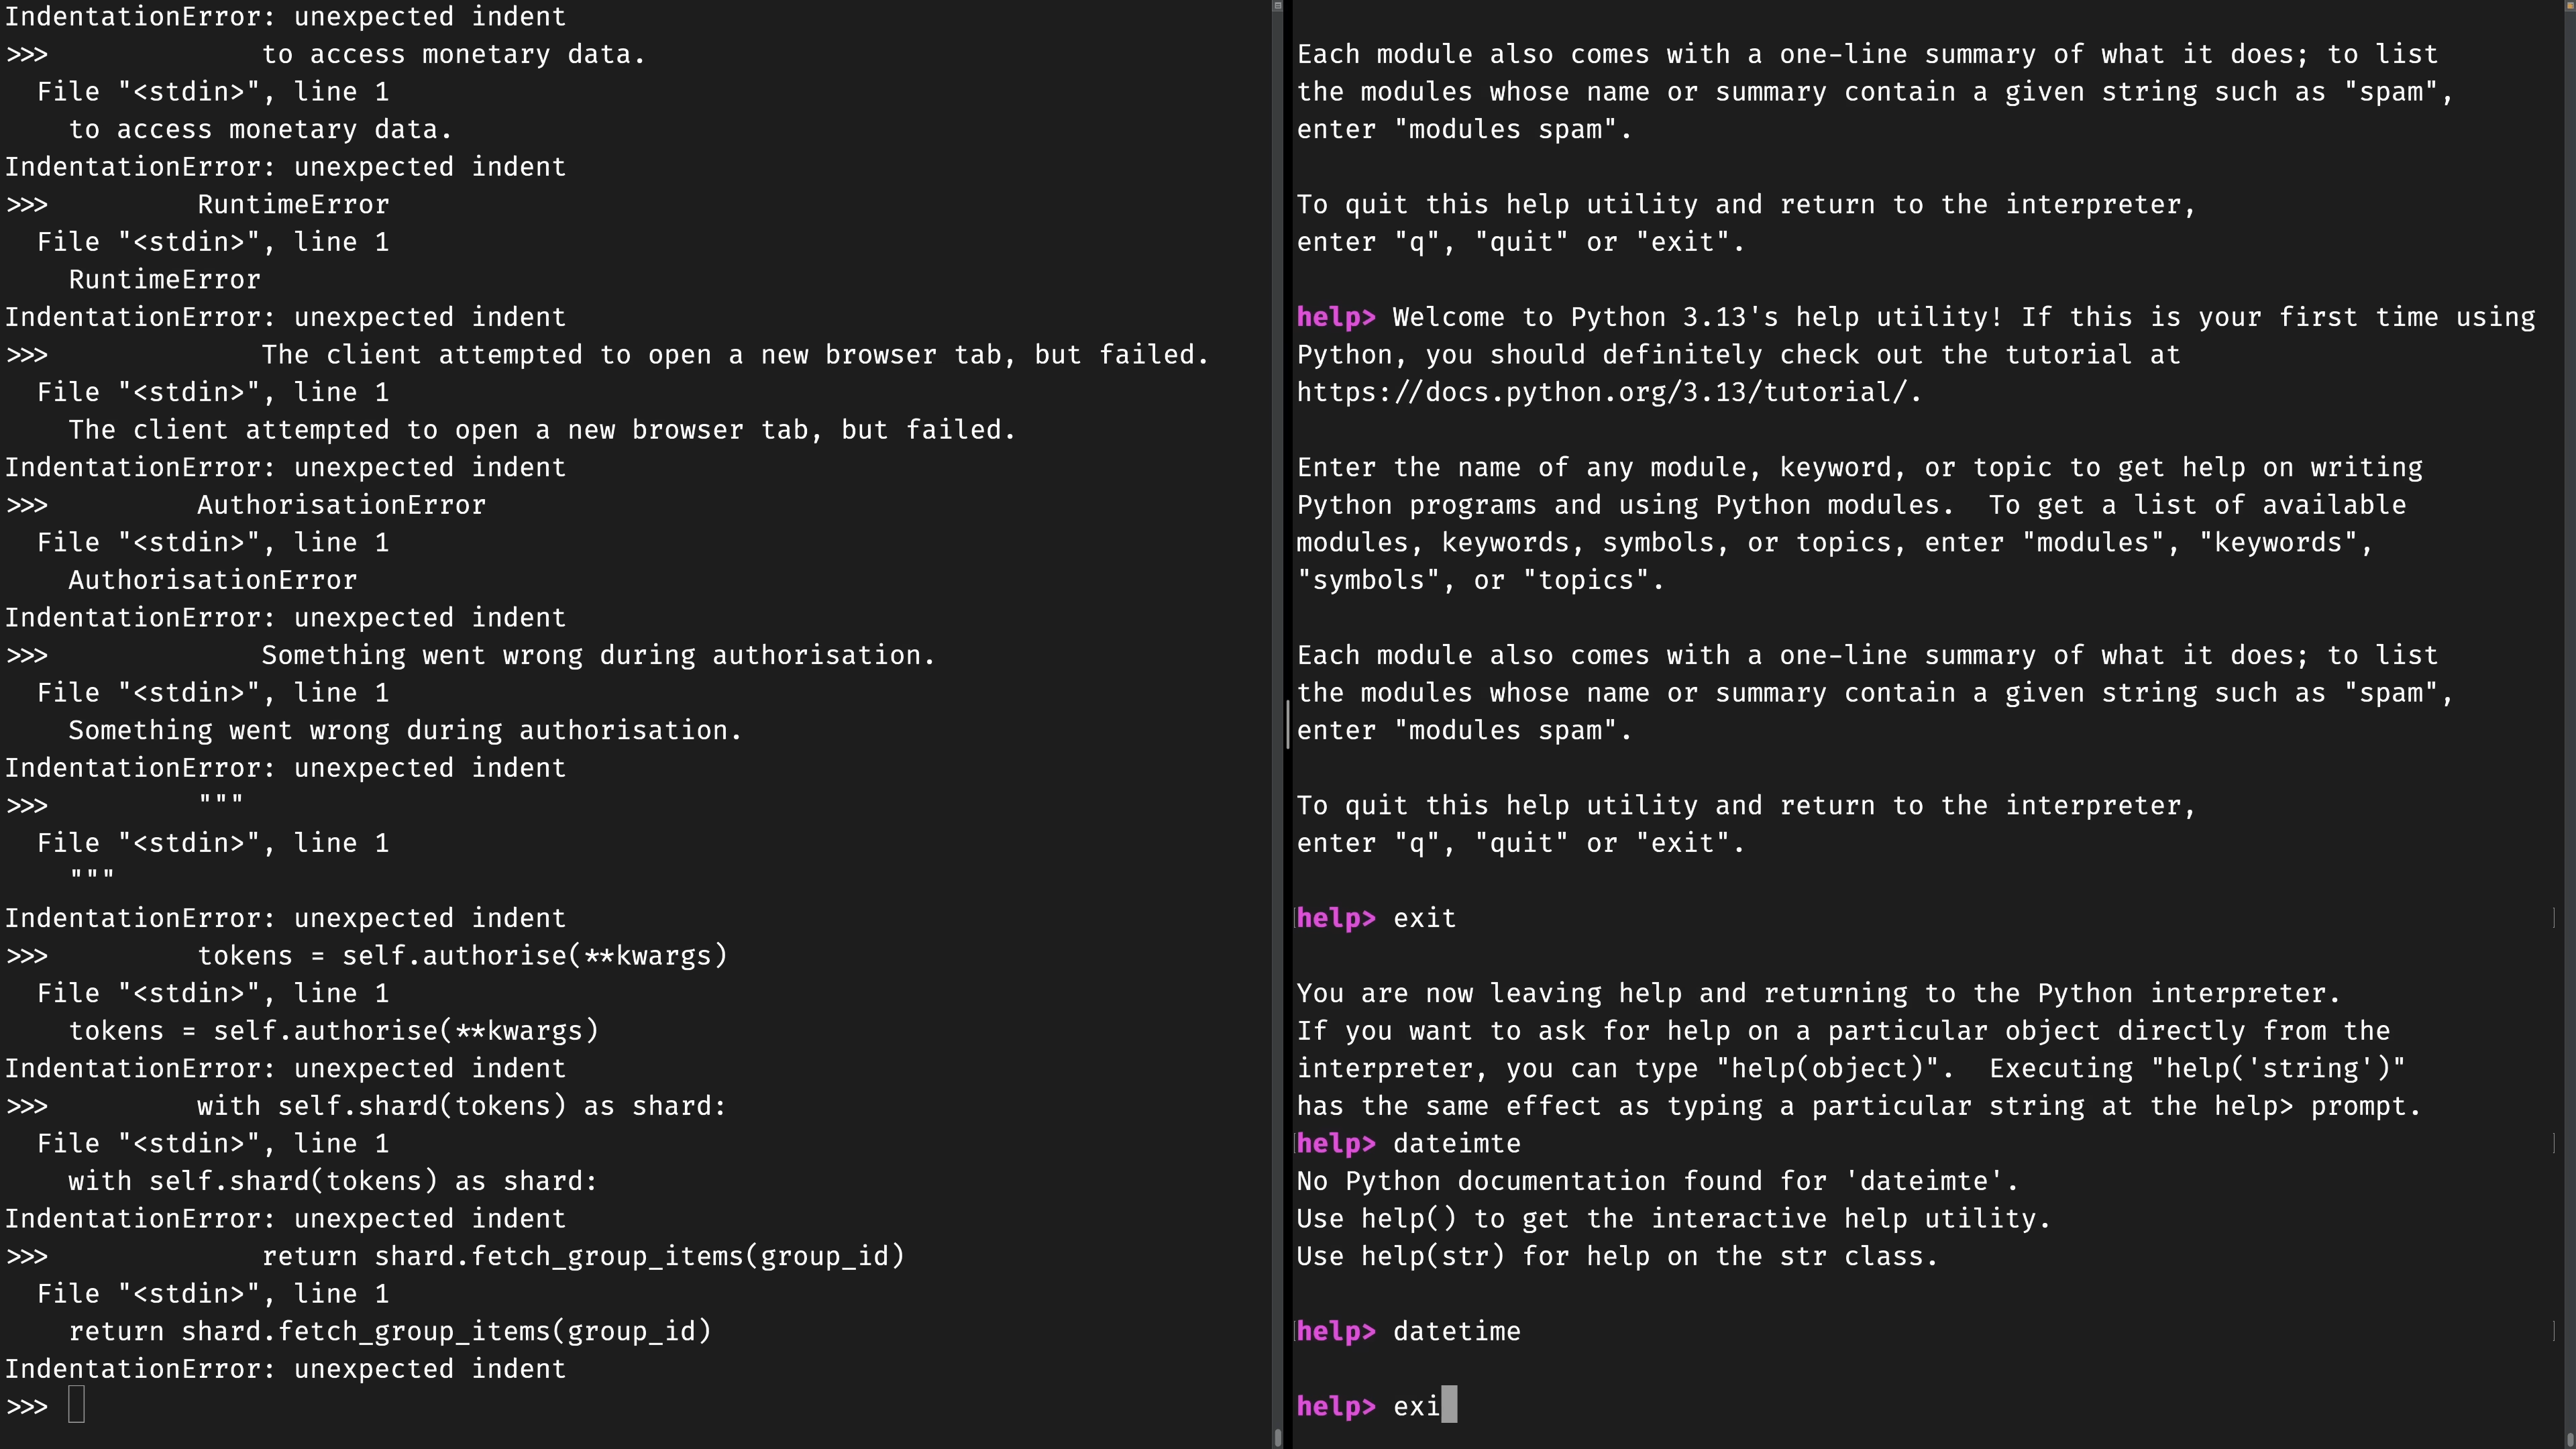 IndentationError: unexpected indent
>>>             to access monetary data.
  File "<stdin>", line 1
    to access monetary data.
IndentationError: unexpected indent
>>>         RuntimeError
  File "<stdin>", line 1
    RuntimeError
IndentationError: unexpected indent
>>>             The client attempted to open a new browser tab, but failed.
  File "<stdin>", line 1
    The client attempted to open a new browser tab, but failed.
IndentationError: unexpected indent
>>>         AuthorisationError
  File "<stdin>", line 1
    AuthorisationError
IndentationError: unexpected indent
>>>             Something went wrong during authorisation.
  File "<stdin>", line 1
    Something went wrong during authorisation.
IndentationError: unexpected indent
>>>         """
  File "<stdin>", line 1
    """
IndentationError: unexpected indent
>>>         tokens = self.authorise(**kwargs)
  File "<stdin>", line 1
    tokens = self.authorise(**kwargs)
IndentationError: unexpected indent
>>>         with self.shard(tokens) as shard:
  File "<stdin>", line 1
    with self.shard(tokens) as shard:
IndentationError: unexpected indent
>>>             return shard.fetch_group_items(group_id)
  File "<stdin>", line 1
    return shard.fetch_group_items(group_id)
IndentationError: unexpected indent
>>>
Each module also comes with a one-line summary of what it does; to list
the modules whose name or summary contain a given string such as "spam",
enter "modules spam".
To quit this help utility and return to the interpreter,
enter "q", "quit" or "exit".
help> Welcome to Python 3.13's help utility! If this is your first time using
Python, you should definitely check out the tutorial at
https://docs.python.org/3.13/tutorial/.
Enter the name of any module, keyword, or topic to get help on writing
Python programs and using Python modules.  To get a list of available
modules, keywords, symbols, or topics, enter "modules", "keywords",
"symbols", or "topics".
Each module also comes with a one-line summary of what it does; to list
the modules whose name or summary contain a given string such as "spam",
enter "modules spam".
To quit this help utility and return to the interpreter,
enter "q", "quit" or "exit".
help> exit
You are now leaving help and returning to the Python interpreter.
If you want to ask for help on a particular object directly from the
interpreter, you can type "help(object)".  Executing "help('string')"
has the same effect as typing a particular string at the help> prompt.
help> dateimte
No Python documentation found for 'dateimte'.
Use help() to get the interactive help utility.
Use help(str) for help on the str class.
help> datetime
help> exi